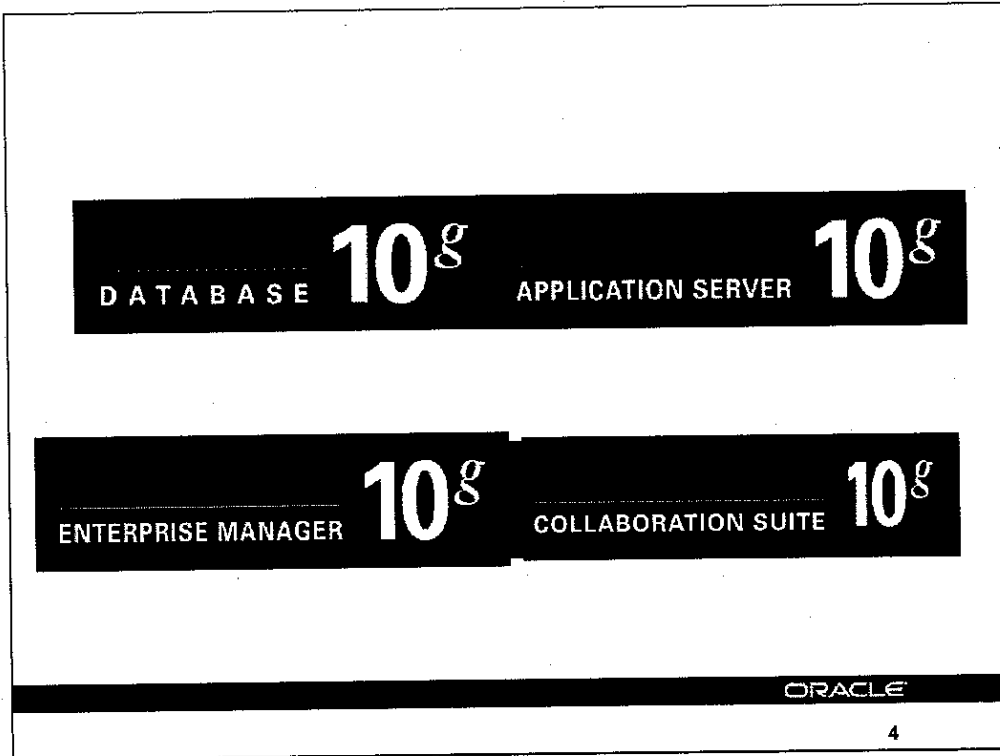 DATABASE 10g
APPLICATION SERVER 10g
ENTERPRISE MANAGER 10g
COLLABORATION SUITE 10g
ORACLE
4